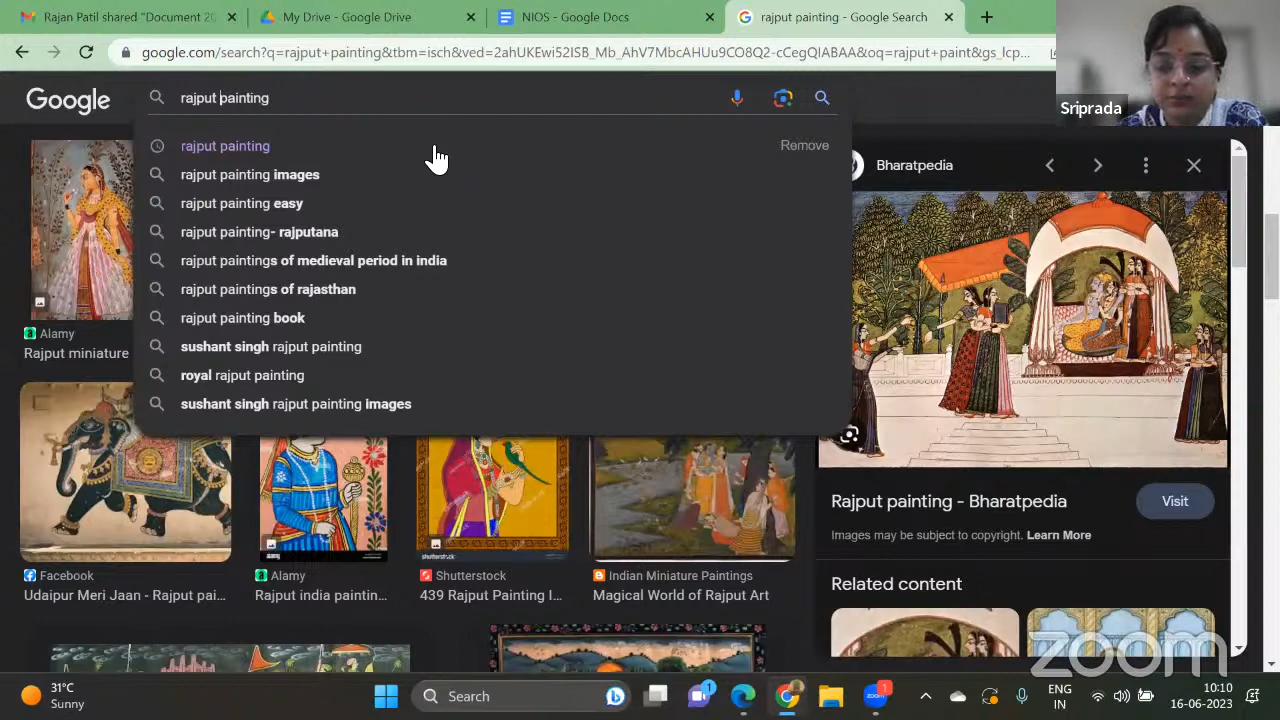 Rajan Patil shared "Document 20
My Drive - Google Drive
NIOS - Google Docs
rajput painting - Google Search
google.com/search?q=rajput+painting&tbm=isch&ved=2ahUKEwi52ISB_Mb_AhV7MbcAHUu9CO8Q2-cCegQIABAA&oq=rajput+paint&gs_lcp...
Sriprada
Google
rajput painting
rajput painting
Remove
rajput painting images
rajput painting easy
rajput painting- rajputana
rajput paintings of medieval period in india
rajput paintings of rajasthan
rajput painting book
sushant singh rajput painting
royal rajput painting
sushant singh rajput painting images
Bharatpedia
Alamy
Rajput miniature
Rajput painting - Bharatpedia
Visit
Images may be subject to copyright. Learn More
Related content
Facebook
Udaipur Meri Jaan - Rajput pai...
alamy
Alamy
Rajput india paintin...
shutterstock
Shutterstock
439 Rajput Painting I...
Indian Miniature Paintings
Magical World of Rajput Art
zoom
31°C
Sunny
Search
1
1
ENG
IN
10:10
16-06-2023